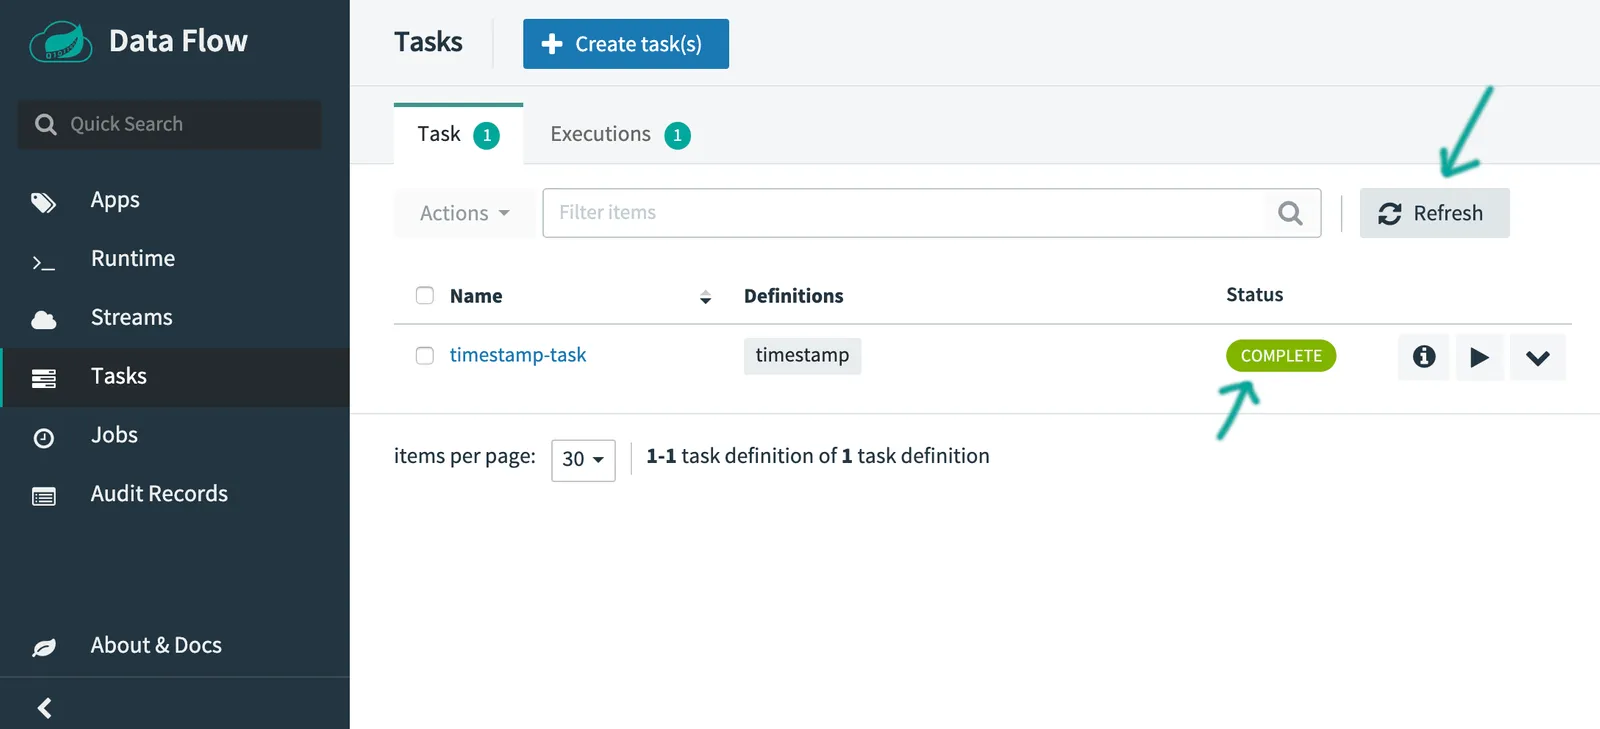 Data Flow
Quick Search
Apps
Runtime
Streams
Tasks
Jobs
Audit Records
About & Docs
Tasks
Create task(s)
Task 1 Executions 1
Actions Filter items Refresh
Name Definitions Status
timestamp-task timestamp COMPLETE
items per page: 30 1-1 task definition of 1 task definition